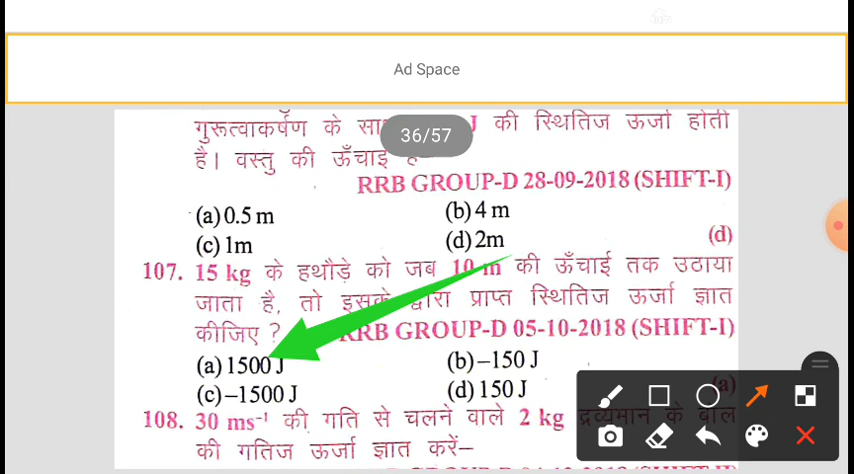 Ad Space
गुरूत्वाकर्षण के 36/57 J की स्थितिज ऊर्जा होती
है। वस्तु की ऊँचाई
RRB GROUP-D 28-09-2018 (SHIFT-I)
(a) 0.5 m (b) 4 m
(c) 1m (d) 2m (d)
107. 15 kg के हथौड़े को जब 10 m की ऊँचाई तक उठाया
जाता है, तो इसके द्वारा प्राप्त स्थितिज ऊर्जा ज्ञात
कीजिए ? RRB GROUP-D 05-10-2018 (SHIFT-I)
(a) 1500 J (b) –150 J
(c) –1500 J (d) 150 J (a)
108. 30 ms⁻¹ की गति से चलने वाले 2 kg द्रव्यमान के बॉल
की गतिज ऊर्जा ज्ञात करें–